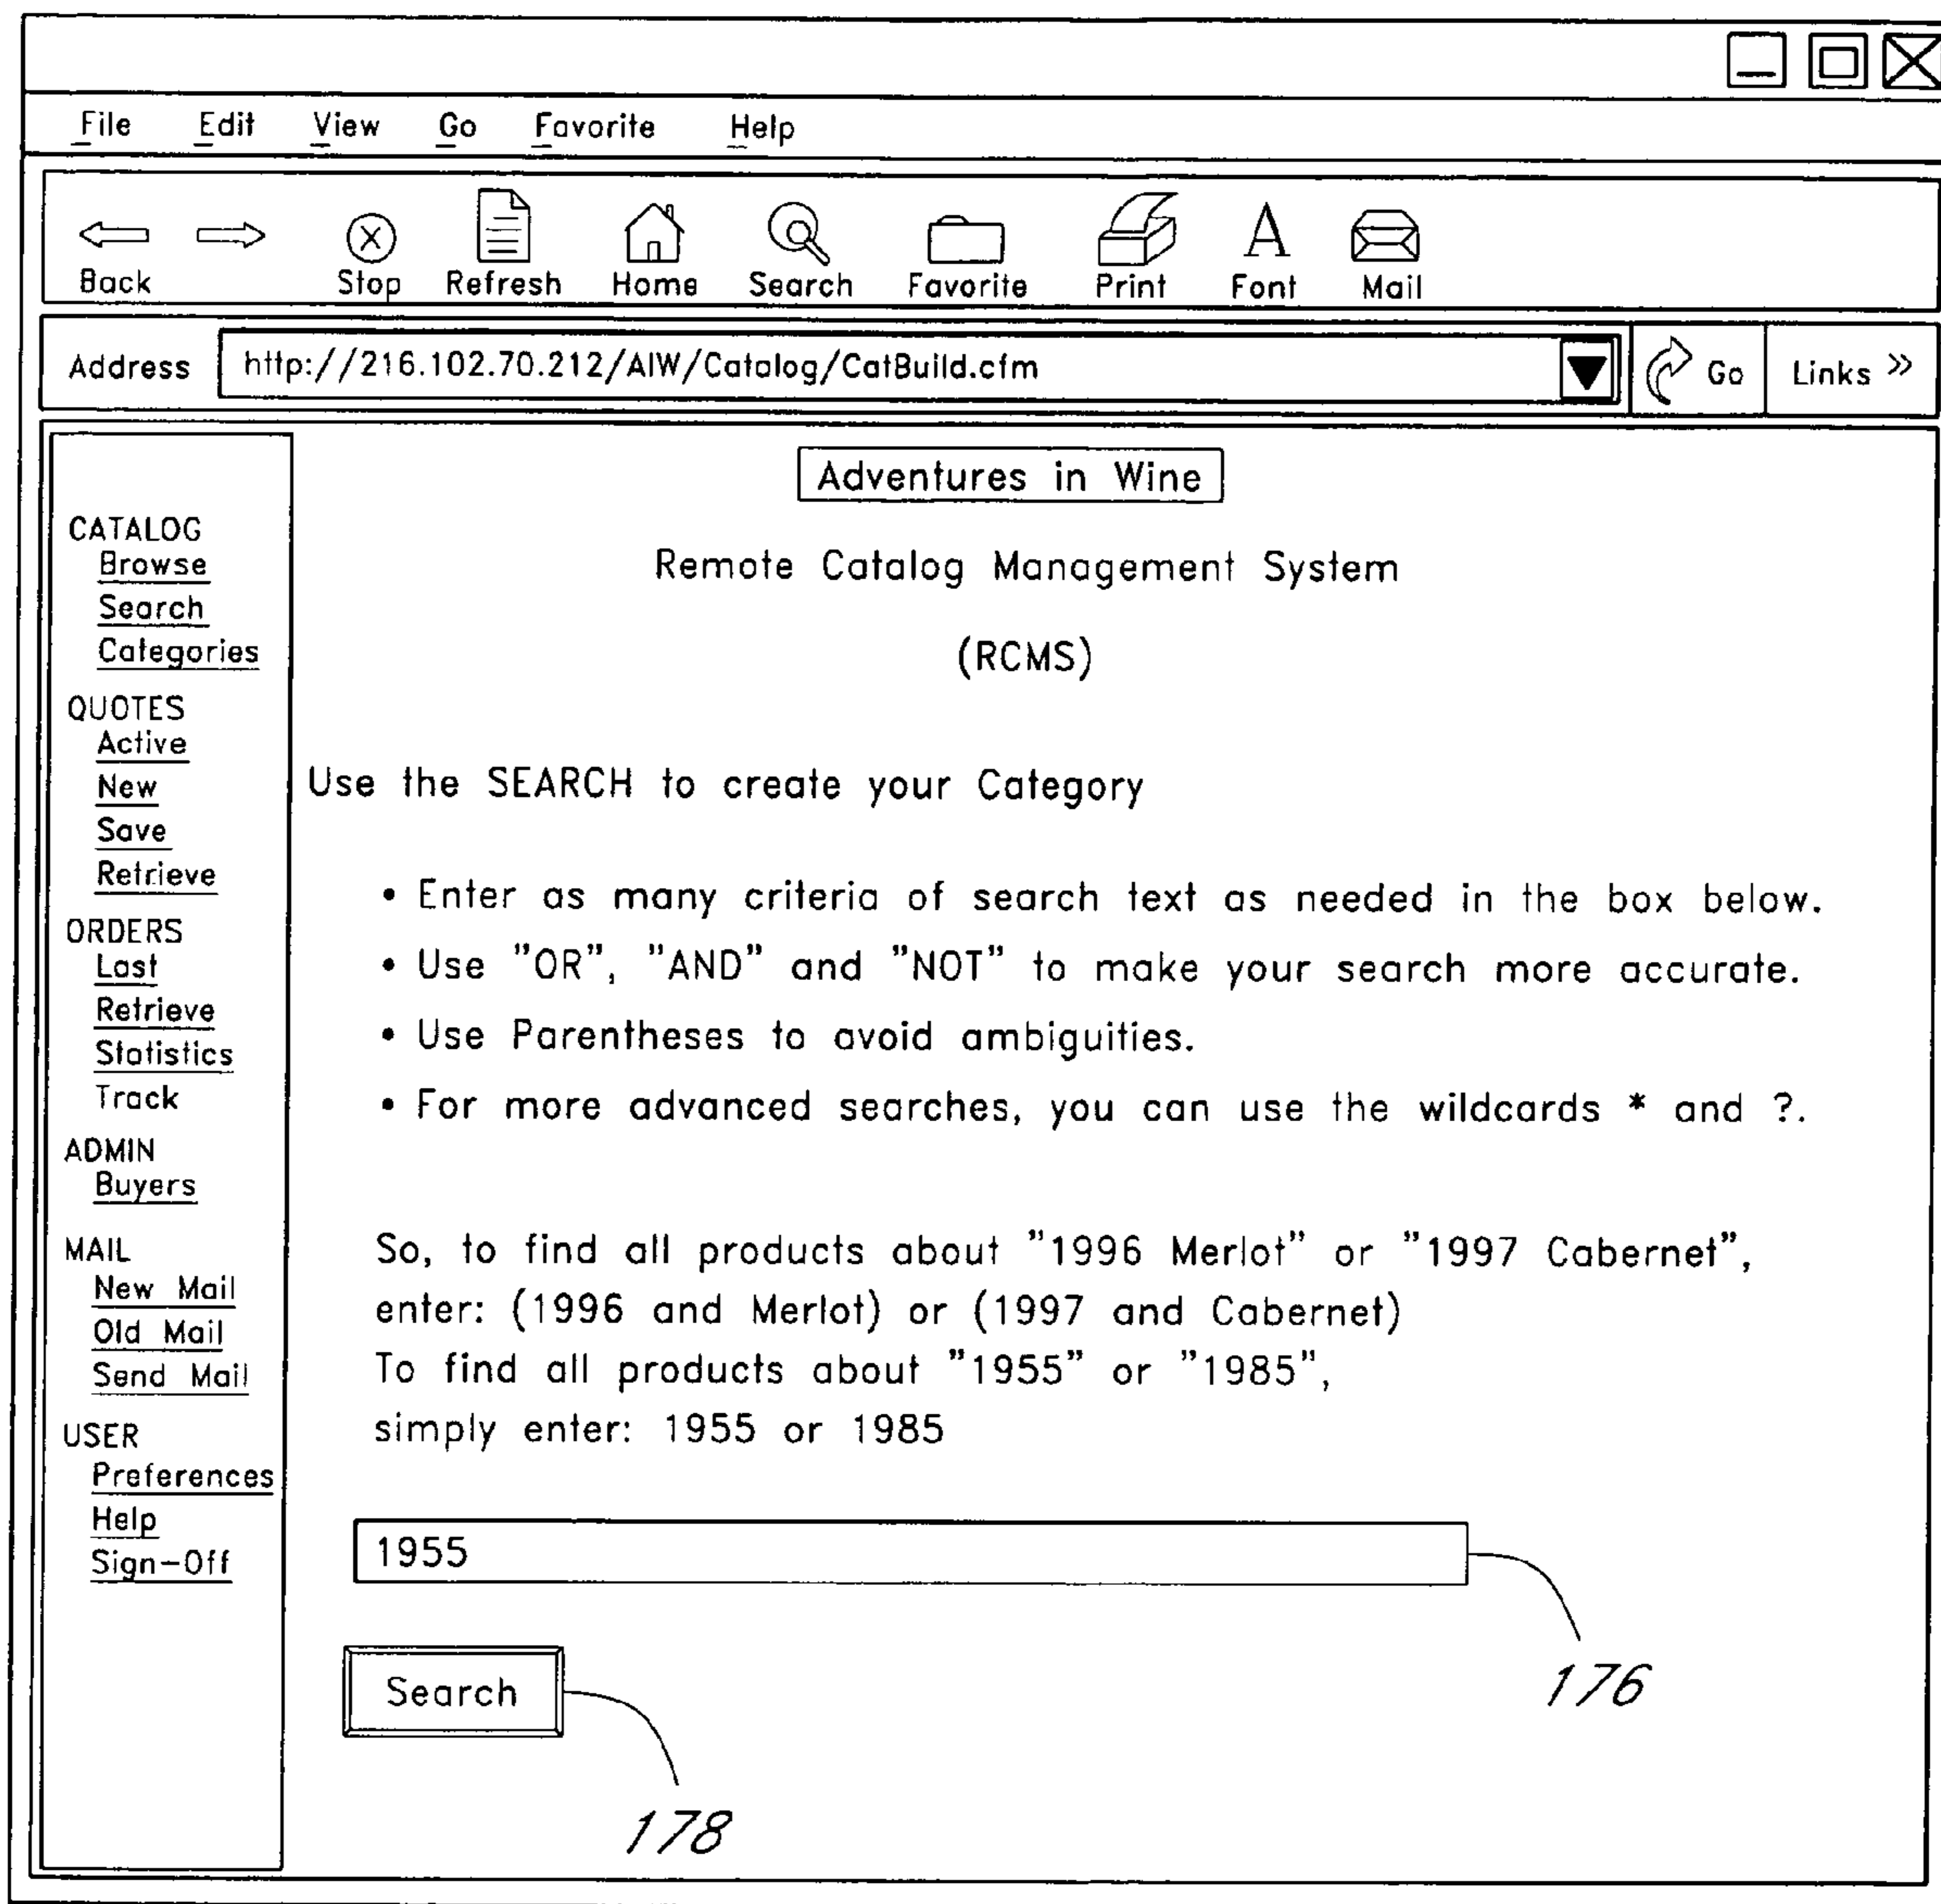 File Edit View Go Favorite Help
Back Stop Refresh Home Search Favorite Print Font Mail
Address http://216.102.70.212/AIW/Catalog/CatBuild.cfm Go Links »
CATALOG
Browse
Search
Categories
QUOTES
Active
New
Save
Retrieve
ORDERS
Last
Retrieve
Statistics
Track
ADMIN
Buyers
MAIL
New Mail
Old Mail
Send Mail
USER
Preferences
Help
Sign-Off
Adventures in Wine
Remote Catalog Management System
(RCMS)
Use the SEARCH to create your Category
• Enter as many criteria of search text as needed in the box below.
• Use "OR", "AND" and "NOT" to make your search more accurate.
• Use Parentheses to avoid ambiguities.
• For more advanced searches, you can use the wildcards * and ?.
So, to find all products about "1996 Merlot" or "1997 Cabernet",
enter: (1996 and Merlot) or (1997 and Cabernet)
To find all products about "1955" or "1985",
simply enter: 1955 or 1985
1955
176
Search
178